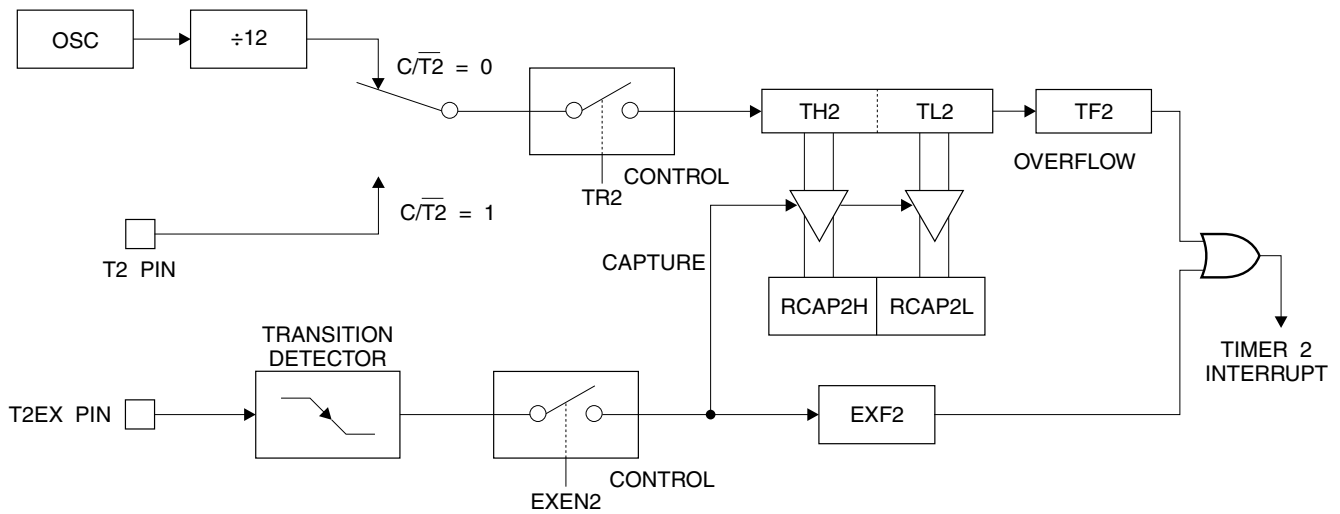 OSC
÷12
C/T2̅ = 0
TH2
TL2
TF2
OVERFLOW
CONTROL
TR2
C/T2̅ = 1
T2 PIN
CAPTURE
RCAP2H
RCAP2L
TRANSITION
DETECTOR
TIMER 2
INTERRUPT
T2EX PIN
EXF2
CONTROL
EXEN2